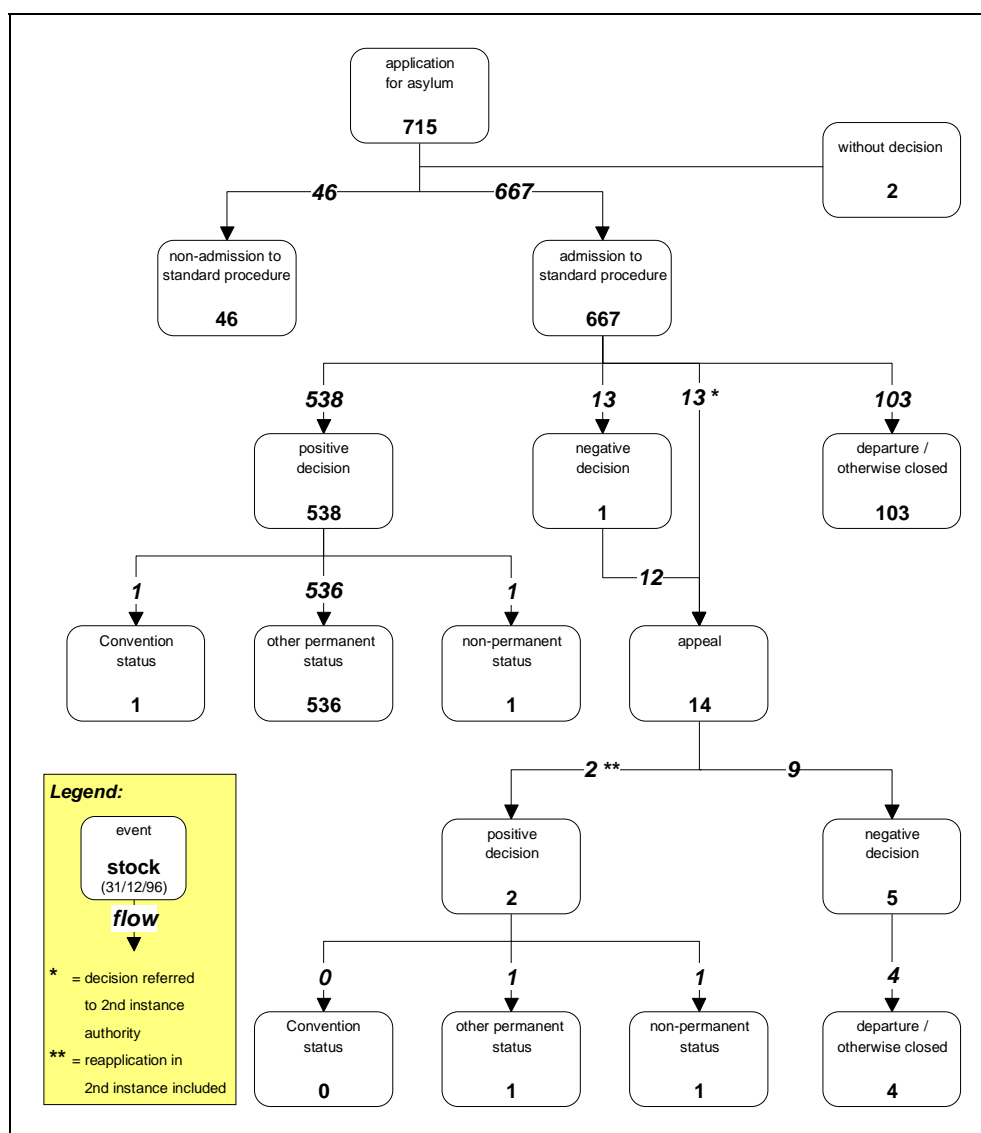 application
for asylum
715
without decision
2
46
667
non-admission to
standard procedure
46
admission to
standard procedure
667
538
13
13 *
103
positive
decision
538
negative
decision
1
departure /
otherwise closed
103
12
1
536
1
Convention
status
1
other permanent
status
536
non-permanent
status
1
appeal
14
2 **
9
positive
decision
2
negative
decision
5
0
1
1
4
Convention
status
0
other permanent
status
1
non-permanent
status
1
departure /
otherwise closed
4
Legend:
event
stock
(31/12/96)
flow
* = decision referred
to 2nd instance
authority
** = reapplication in
2nd instance included